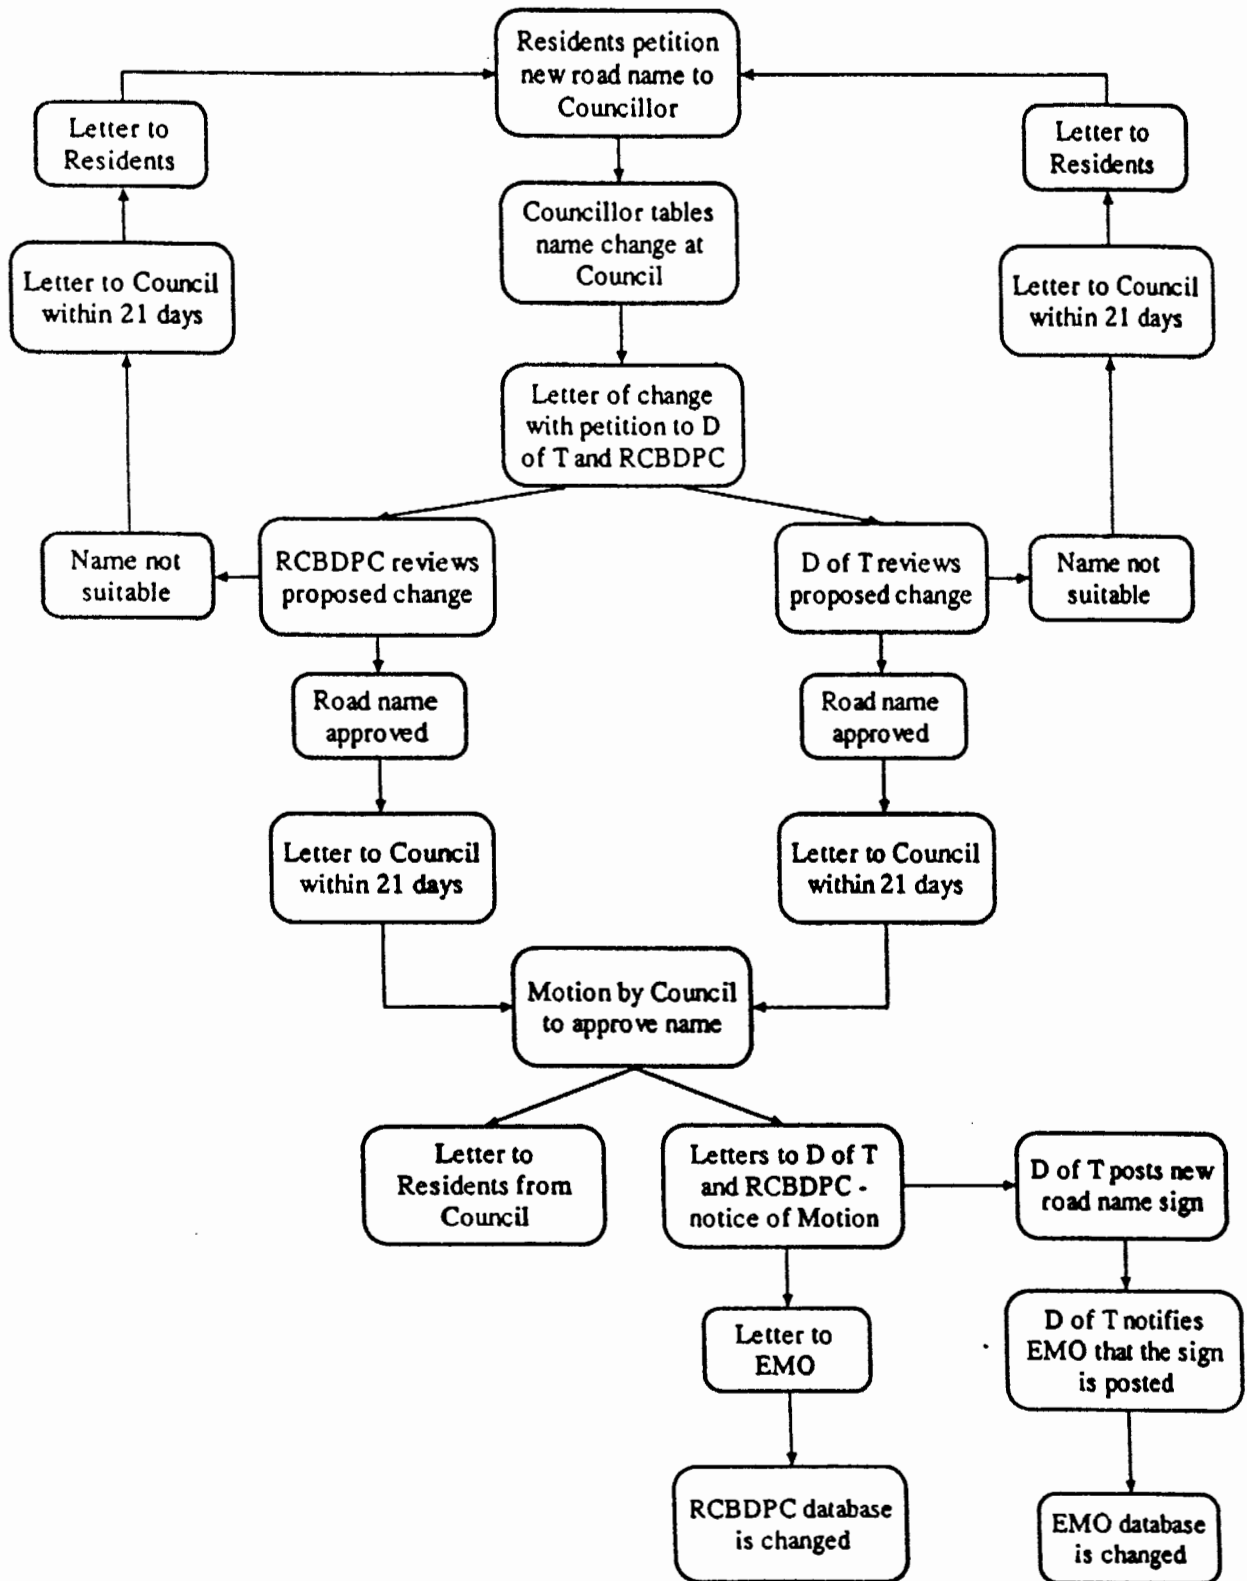 Residents petition
new road name to
Councillor
Letter to
Residents
Letter to
Residents
Councillor tables
name change at
Council
Letter to Council
within 21 days
Letter to Council
within 21 days
Letter of change
with petition to D
of T and RCBDPC
Name not
suitable
RCBDPC reviews
proposed change
D of T reviews
proposed change
Name not
suitable
Road name
approved
Road name
approved
Letter to Council
within 21 days
Letter to Council
within 21 days
Motion by Council
to approve name
Letter to
Residents from
Council
Letters to D of T
and RCBDPC -
notice of Motion
D of T posts new
road name sign
Letter to
EMO
D of T notifies
EMO that the sign
is posted
RCBDPC database
is changed
EMO database
is changed